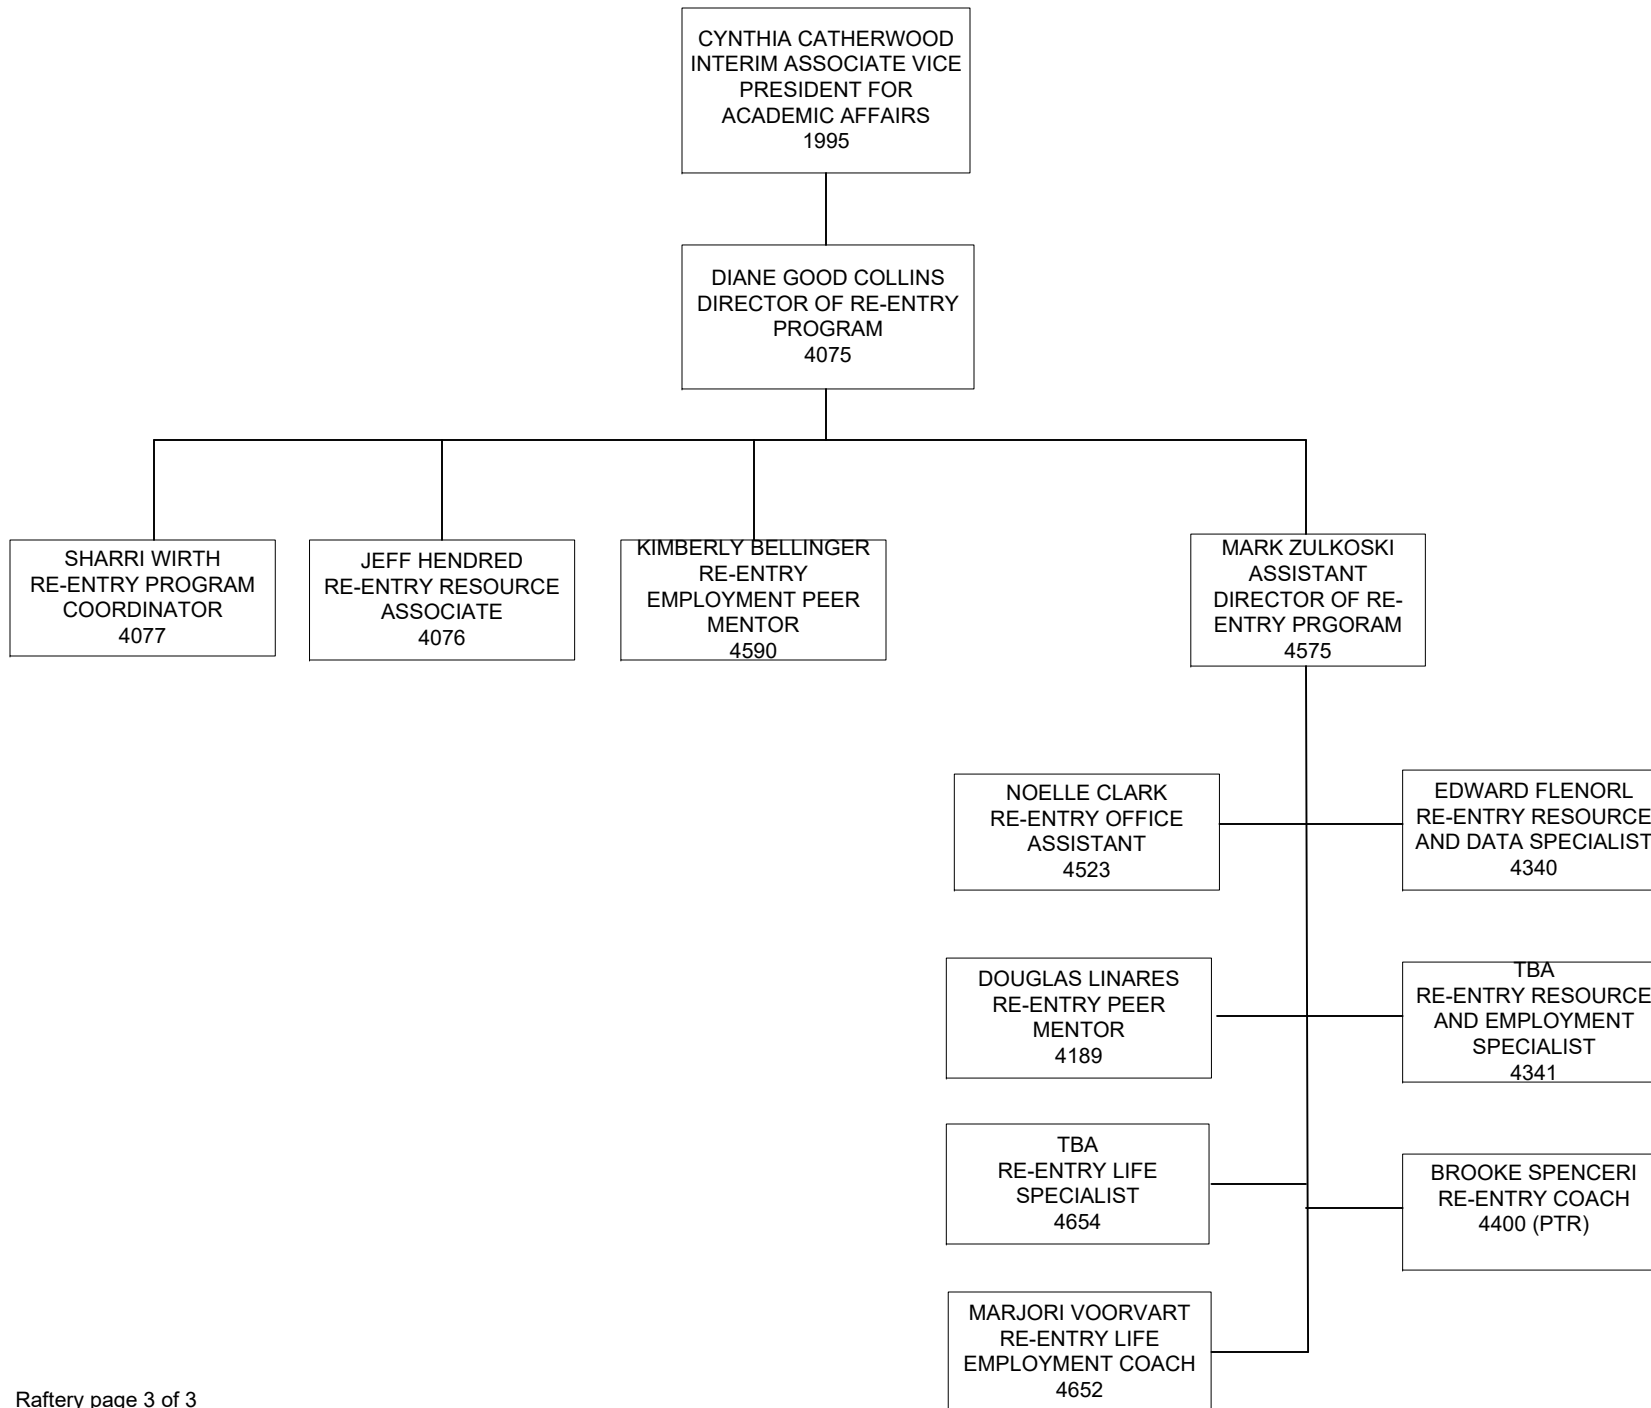 CYNTHIA CATHERWOOD
INTERIM ASSOCIATE VICE
PRESIDENT FOR
ACADEMIC AFFAIRS
1995
DIANE GOOD COLLINS
DIRECTOR OF RE-ENTRY
PROGRAM
4075
SHARRI WIRTH
RE-ENTRY PROGRAM
COORDINATOR
4077
JEFF HENDRED
RE-ENTRY RESOURCE
ASSOCIATE
4076
KIMBERLY BELLINGER
RE-ENTRY
EMPLOYMENT PEER
MENTOR
4590
MARK ZULKOSKI
ASSISTANT
DIRECTOR OF RE-
ENTRY PRGORAM
4575
NOELLE CLARK
RE-ENTRY OFFICE
ASSISTANT
4523
EDWARD FLENORL
RE-ENTRY RESOURCE
AND DATA SPECIALIST
4340
DOUGLAS LINARES
RE-ENTRY PEER
MENTOR
4189
TBA
RE-ENTRY RESOURCE
AND EMPLOYMENT
SPECIALIST
4341
TBA
RE-ENTRY LIFE
SPECIALIST
4654
BROOKE SPENCERI
RE-ENTRY COACH
4400 (PTR)
MARJORI VOORVART
RE-ENTRY LIFE
EMPLOYMENT COACH
4652
Raftery page 3 of 3